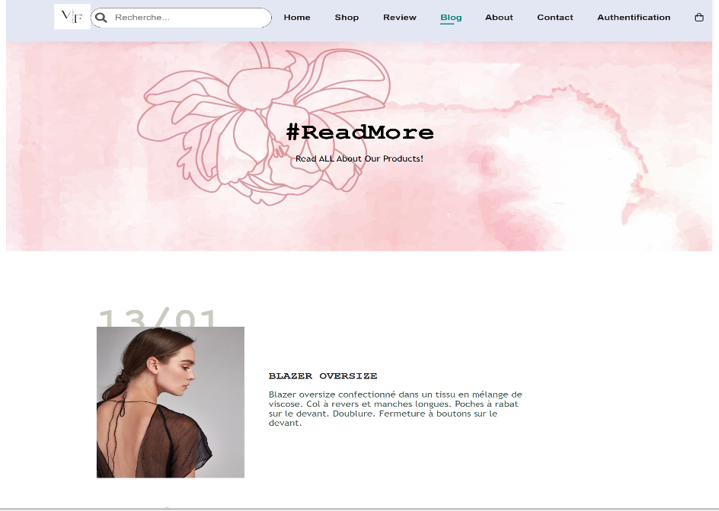 VF
Recherche...
Home
Shop
Review
Blog
About
Contact
Authentification
#ReadMore
Read ALL About Our Products!
13/01
BLAZER OVERSIZE
Blazer oversize confectionné dans un tissu en mélange de
viscose. Col à revers et manches longues. Poches à rabat
sur le devant. Doublure. Fermeture à boutons sur le
devant.